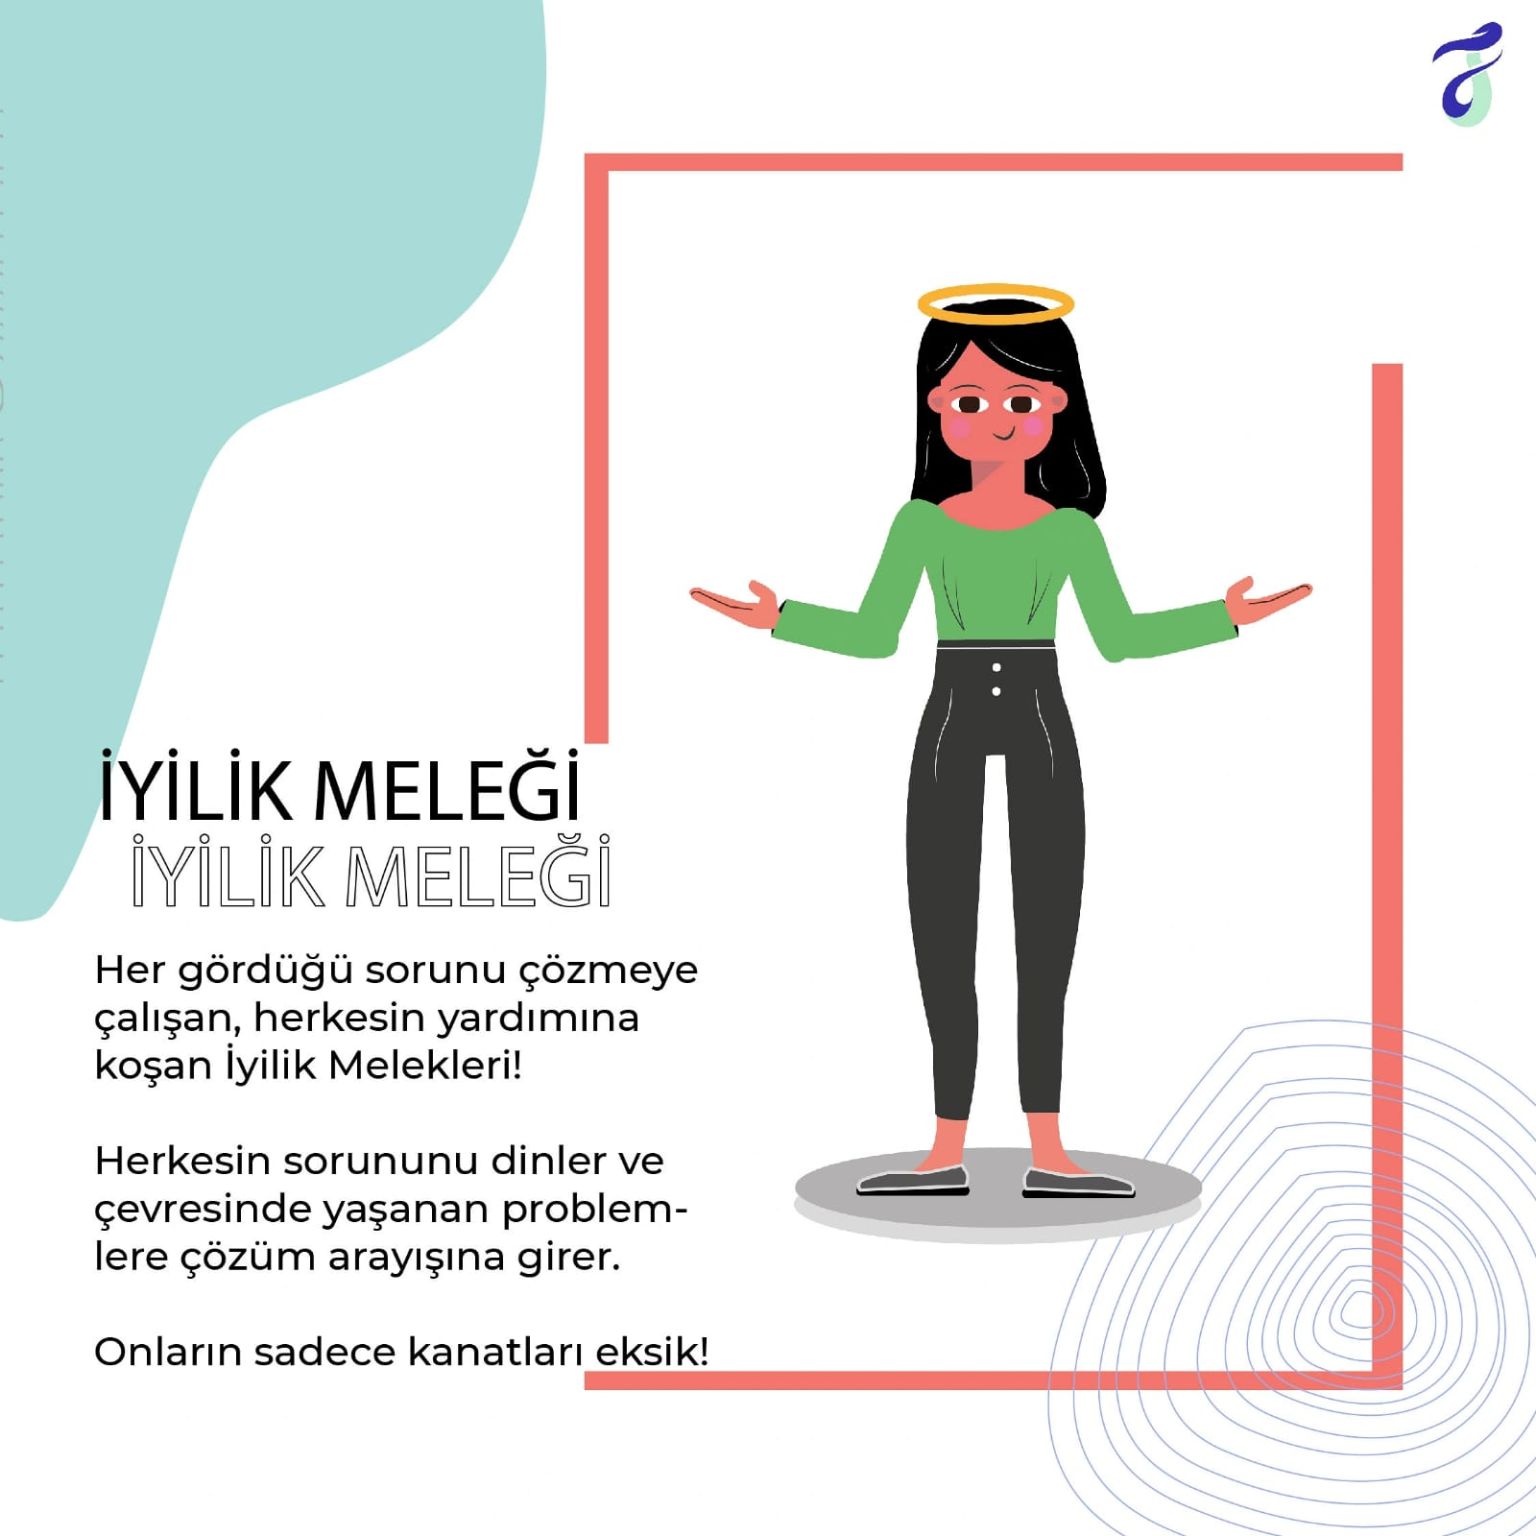 İYİLİK MELEĞİ
İYİLİK MELEĞİ
Her gördüğü sorunu çözmeye
çalışan, herkesin yardımına
koşan İyilik Melekleri!
Herkesin sorununu dinler ve
çevresinde yaşanan problem-
lere çözüm arayışına girer.
Onların sadece kanatları eksik!